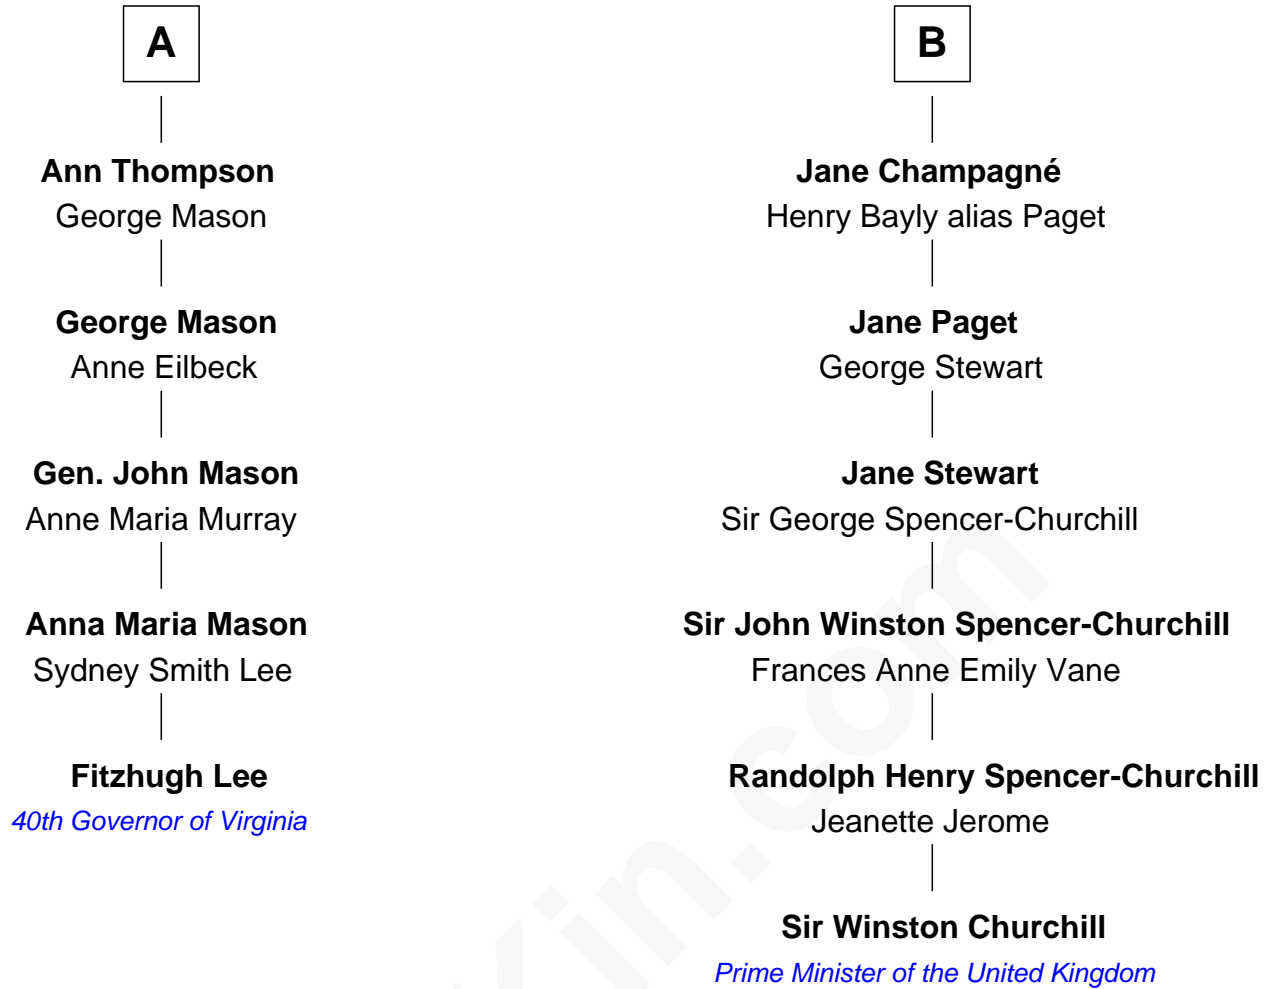 A
Ann Thompson
George Mason
George Mason
Anne Eilbeck
Gen. John Mason
Anne Maria Murray
Anna Maria Mason
Sydney Smith Lee
Fitzhugh Lee
40th Governor of Virginia
B
Jane Champagné
Henry Bayly alias Paget
Jane Paget
George Stewart
Jane Stewart
Sir George Spencer-Churchill
Sir John Winston Spencer-Churchill
Frances Anne Emily Vane
Randolph Henry Spencer-Churchill
Jeanette Jerome
Sir Winston Churchill
Prime Minister of the United Kingdom
Kin.com